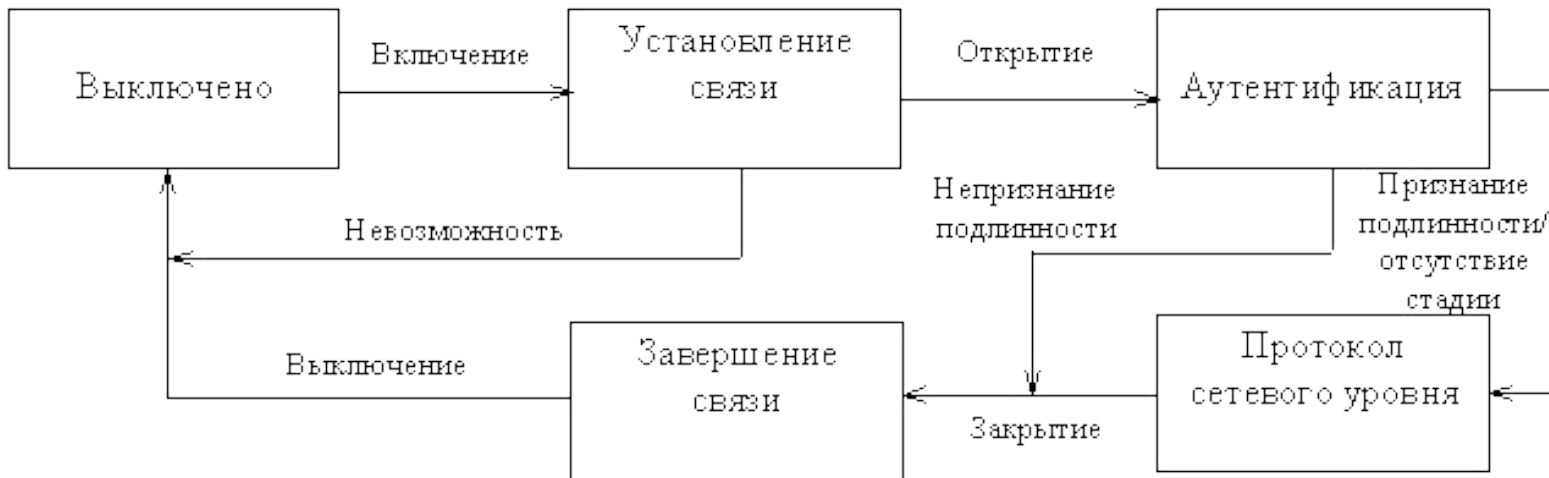 Выключено
Включение
Установление
связи
Открытие
Аутентификация
Невозможность
Непризнание
подлинности
Признание
подлинности/
отсутствие
стадии
Выключение
Завершение
связи
Закрытие
Протокол
сетевого уровня